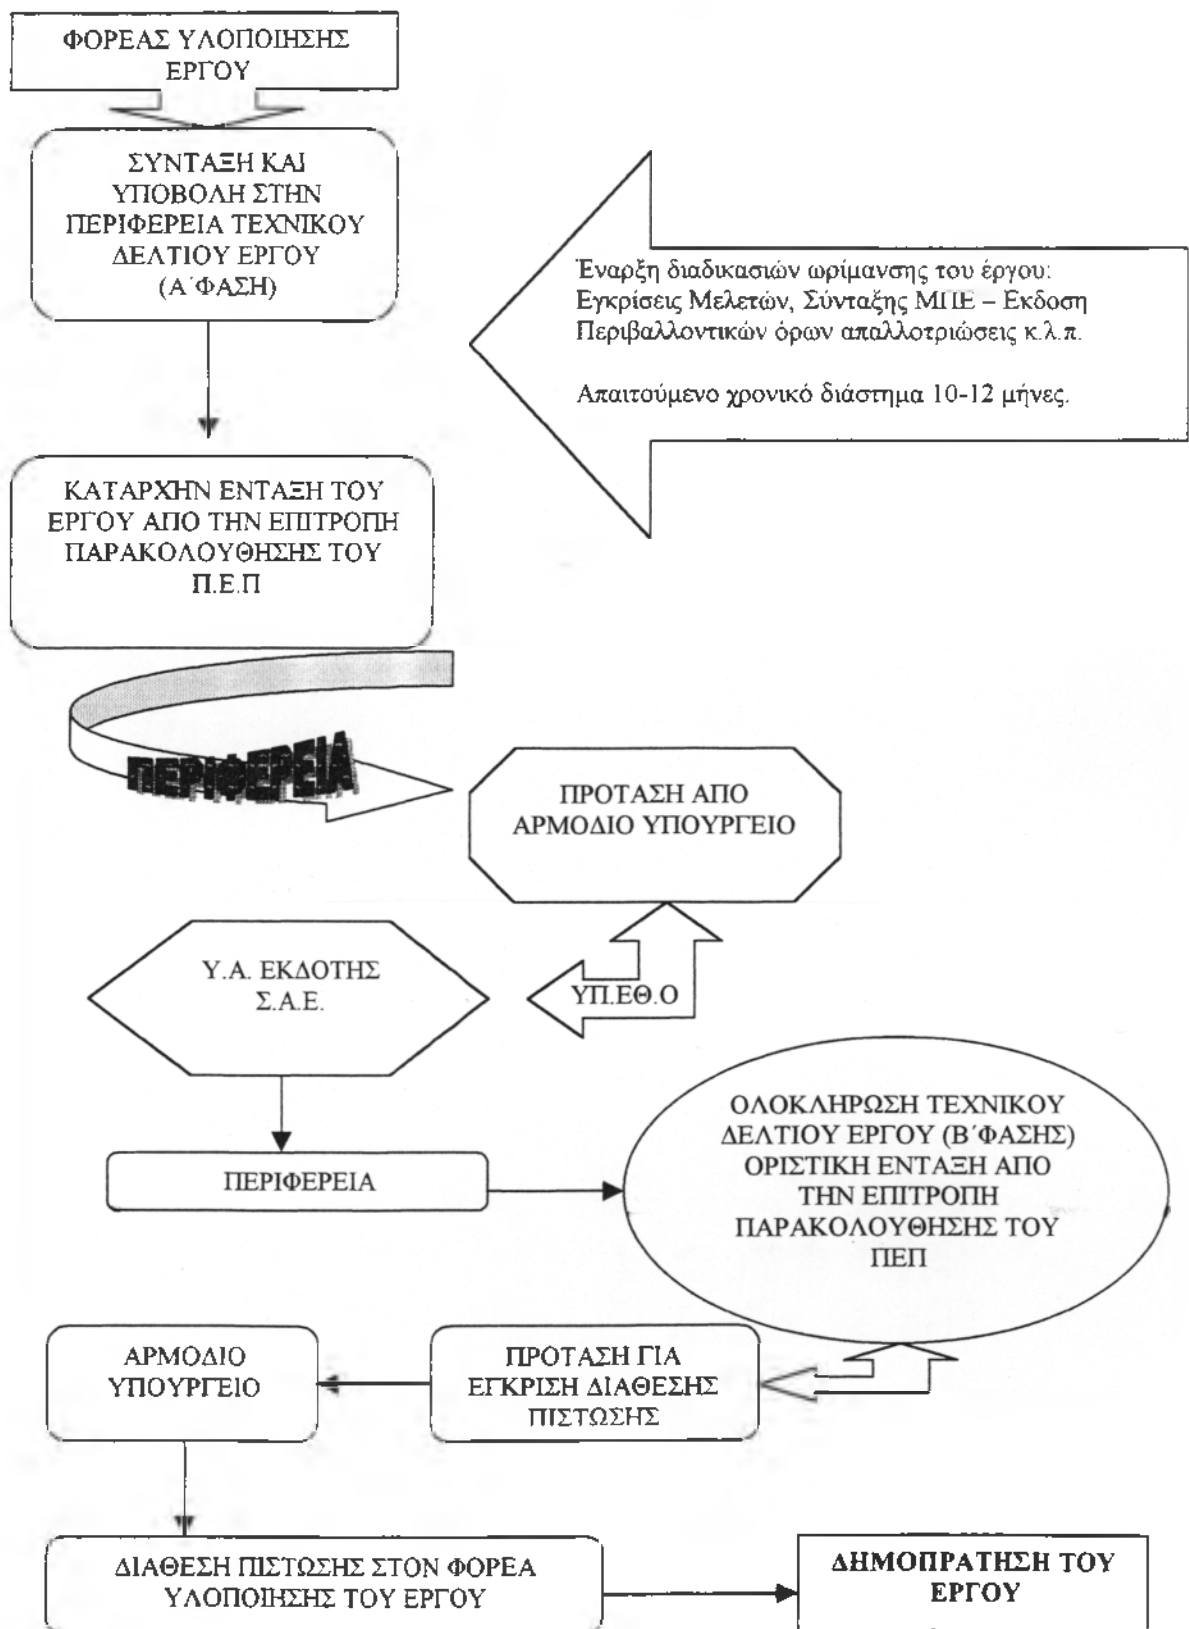 ΦΟΡΕΑΣ ΥΛΟΠΟΙΗΣΗΣ
ΕΡΓΟΥ
ΣΥΝΤΑΞΗ ΚΑΙ
ΥΠΟΒΟΛΗ ΣΤΗΝ
ΠΕΡΙΦΕΡΕΙΑ ΤΕΧΝΙΚΟΥ
ΔΕΛΤΙΟΥ ΕΡΓΟΥ
(Α΄ΦΑΣΗ)
Έναρξη διαδικασιών ωρίμανσης του έργου:
Εγκρίσεις Μελετών, Σύνταξης ΜΠΕ – Εκδοση
Περιβαλλοντικών όρων απαλλοτριώσεις κ.λ.π.
Απαιτούμενο χρονικό διάστημα 10-12 μήνες.
ΚΑΤΑΡΧΗΝ ΕΝΤΑΞΗ ΤΟΥ
ΕΡΓΟΥ ΑΠΟ ΤΗΝ ΕΠΙΤΡΟΠΗ
ΠΑΡΑΚΟΛΟΥΘΗΣΗΣ ΤΟΥ
Π.Ε.Π
ΠΕΡΙΦΕΡΕΙΑ
ΠΡΟΤΑΣΗ ΑΠΟ
ΑΡΜΟΔΙΟ ΥΠΟΥΡΓΕΙΟ
ΥΠ.ΕΘ.Ο
Υ.Α. ΕΚΔΟΤΗΣ
Σ.Α.Ε.
ΠΕΡΙΦΕΡΕΙΑ
ΟΛΟΚΛΗΡΩΣΗ ΤΕΧΝΙΚΟΥ
ΔΕΛΤΙΟΥ ΕΡΓΟΥ (Β΄ΦΑΣΗΣ)
ΟΡΙΣΤΙΚΗ ΕΝΤΑΞΗ ΑΠΟ
ΤΗΝ ΕΠΙΤΡΟΠΗ
ΠΑΡΑΚΟΛΟΥΘΗΣΗΣ ΤΟΥ
ΠΕΠ
ΠΡΟΤΑΣΗ ΓΙΑ
ΕΓΚΡΙΣΗ ΔΙΑΘΕΣΗΣ
ΠΙΣΤΩΣΗΣ
ΑΡΜΟΔΙΟ
ΥΠΟΥΡΓΕΙΟ
ΔΙΑΘΕΣΗ ΠΙΣΤΩΣΗΣ ΣΤΟΝ ΦΟΡΕΑ
ΥΛΟΠΟΙΗΣΗΣ ΤΟΥ ΕΡΓΟΥ
ΔΗΜΟΠΡΑΤΗΣΗ ΤΟΥ
ΕΡΓΟΥ